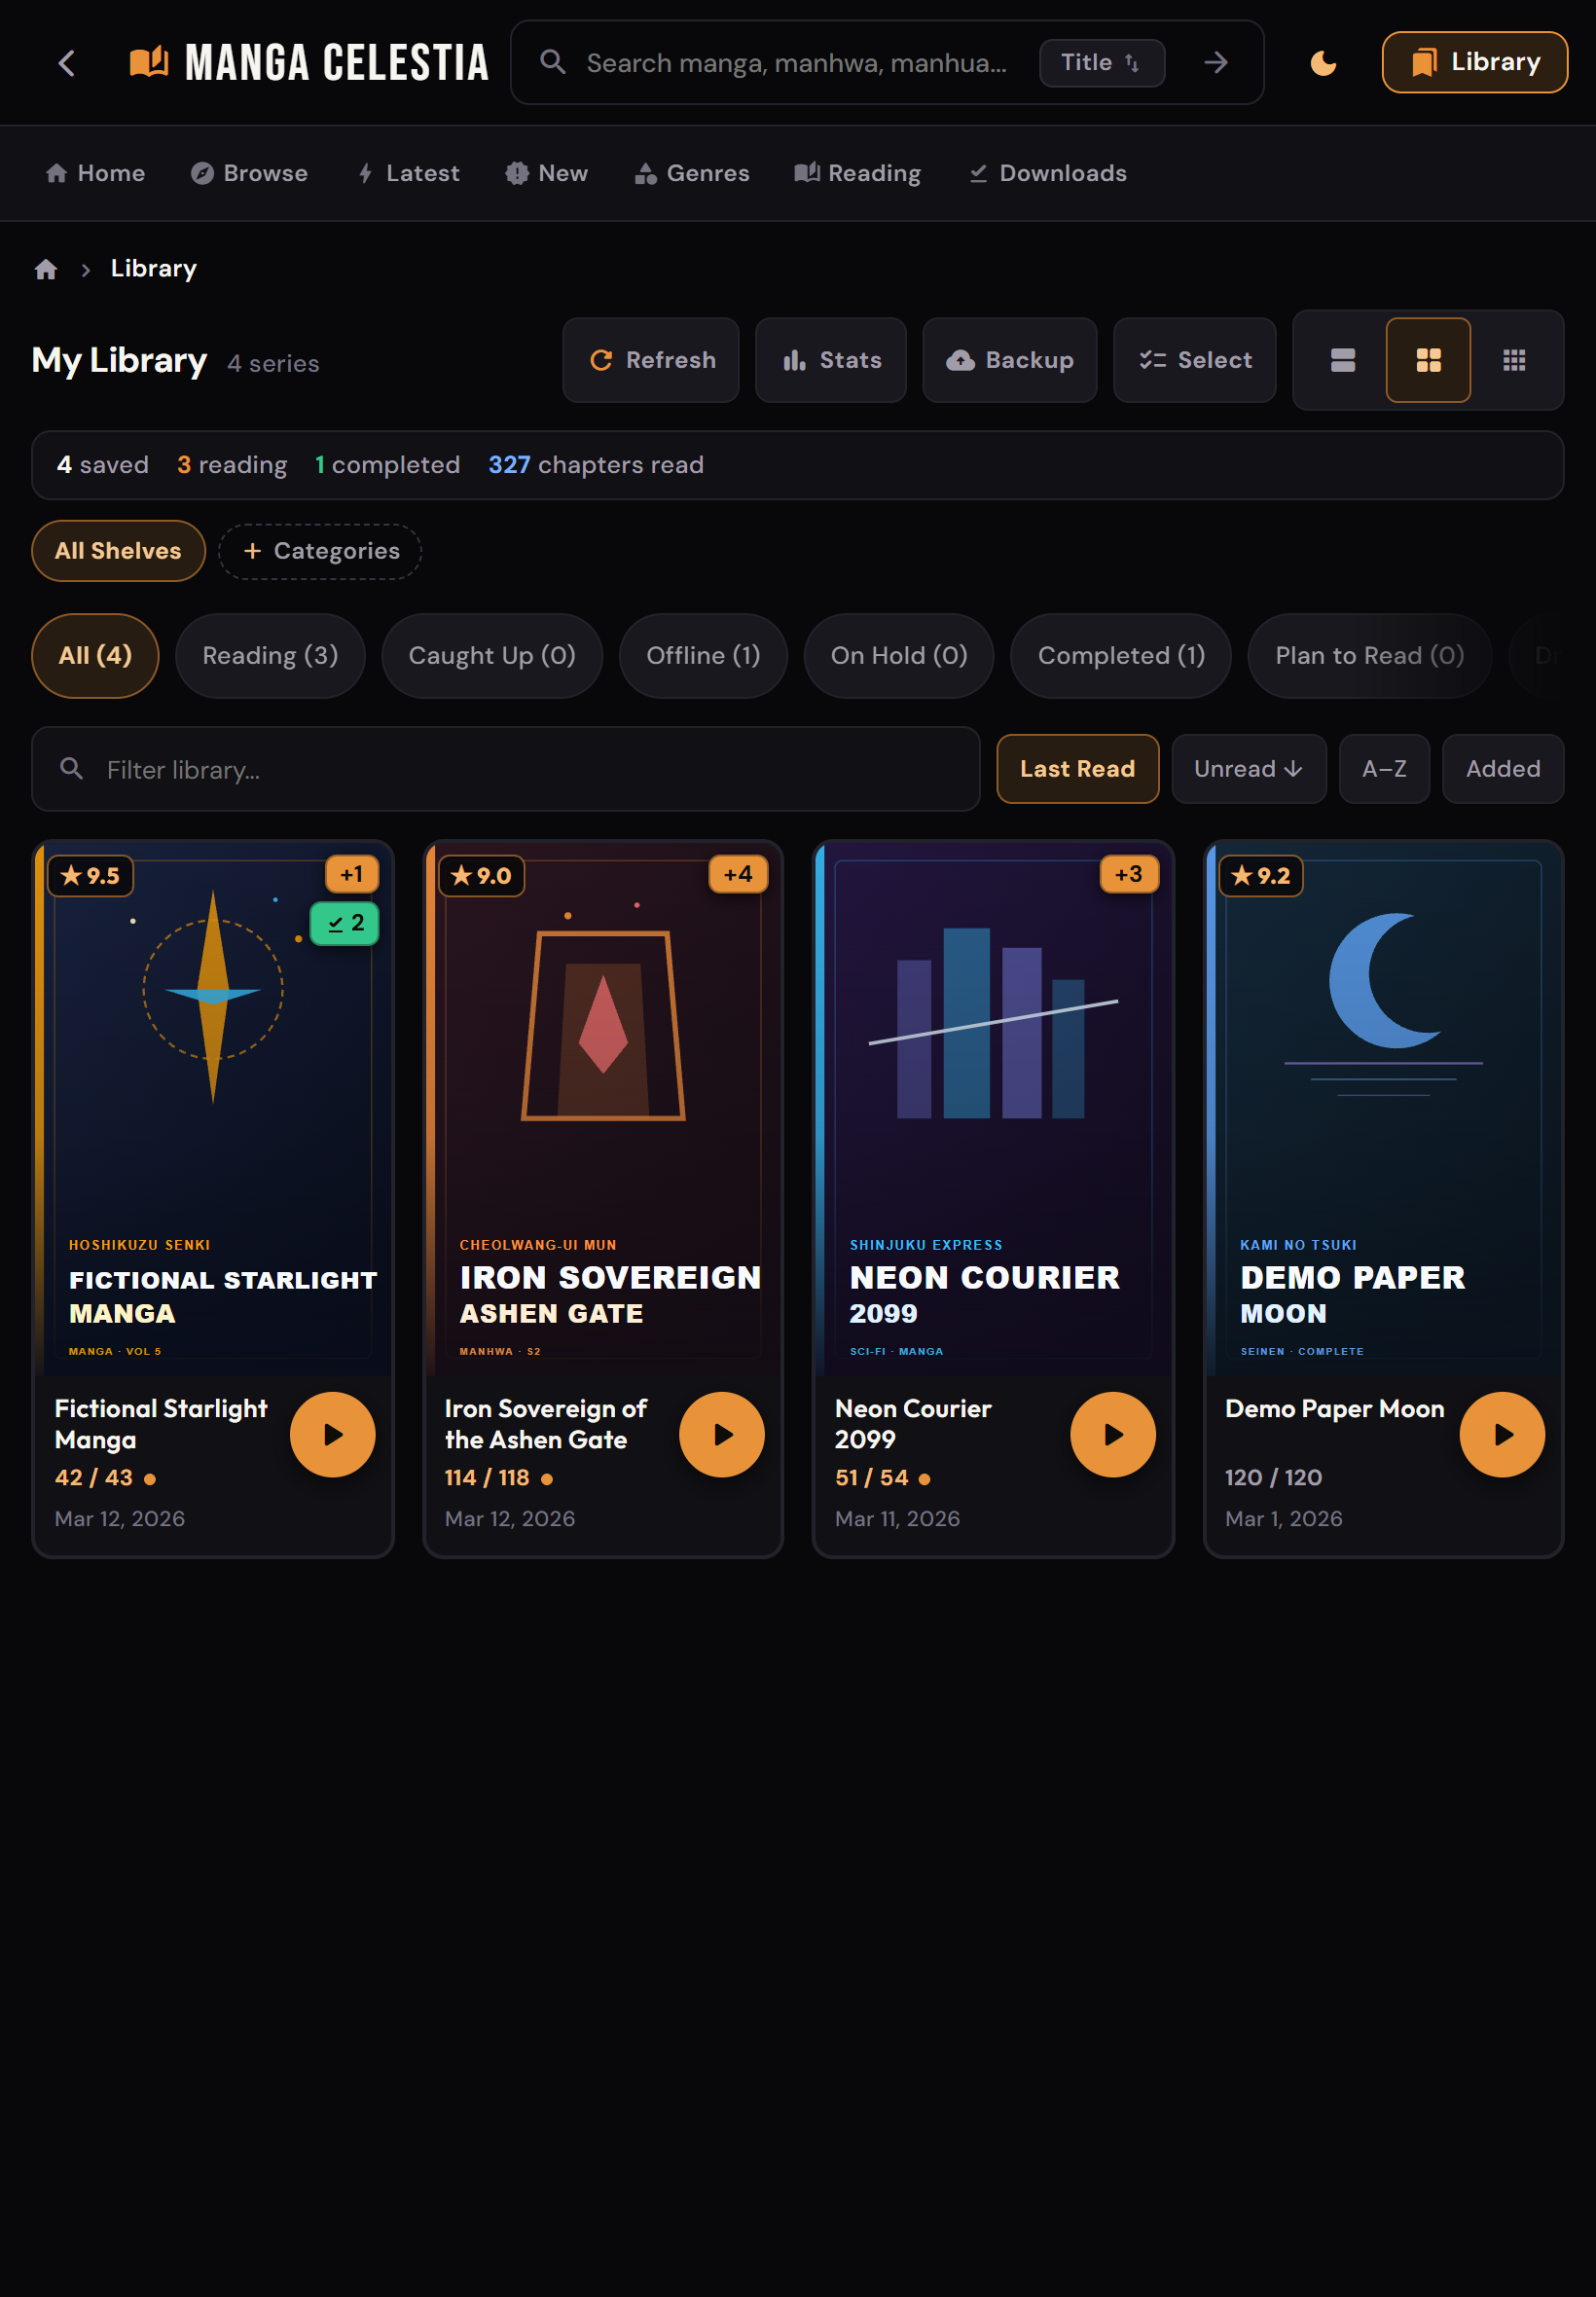 MANGA CELESTIA
Search manga, manhwa, manhua...
Title
Library
Home
Browse
Latest
New
Genres
Reading
Downloads
Library
My Library 4 series
Refresh
Stats
Backup
Select
4 saved 3 reading 1 completed 327 chapters read
All Shelves
+ Categories
All (4)
Reading (3)
Caught Up (0)
Offline (1)
On Hold (0)
Completed (1)
Plan to Read (0)
Filter library...
Last Read
Unread ↓
A–Z
Added
★ 9.5
+1
2
HOSHIKUZU SENKI
FICTIONAL STARLIGHT
MANGA
MANGA · VOL 5
Fictional Starlight
Manga
42 / 43
Mar 12, 2026
★ 9.0
+4
CHEOLWANG-UI MUN
IRON SOVEREIGN
ASHEN GATE
MANHWA · S2
Iron Sovereign of
the Ashen Gate
114 / 118
Mar 12, 2026
+3
SHINJUKU EXPRESS
NEON COURIER
2099
SCI-FI · MANGA
Neon Courier
2099
51 / 54
Mar 11, 2026
★ 9.2
KAMI NO TSUKI
DEMO PAPER
MOON
SEINEN · COMPLETE
Demo Paper Moon
120 / 120
Mar 1, 2026